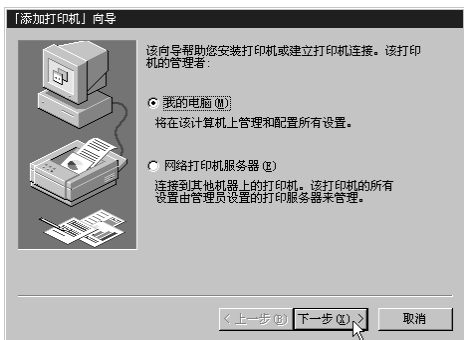 「添加打印机」向导
该向导帮助您安装打印机或建立打印机连接。该打印
机的管理者:
我的电脑(M)
将在该计算机上管理和配置所有设置。
网络打印机服务器(E)
连接到其他机器上的打印机。该打印机的所有
设置由管理员设置的打印服务器来管理。
< 上一步(B) 下一步(X) > 取消